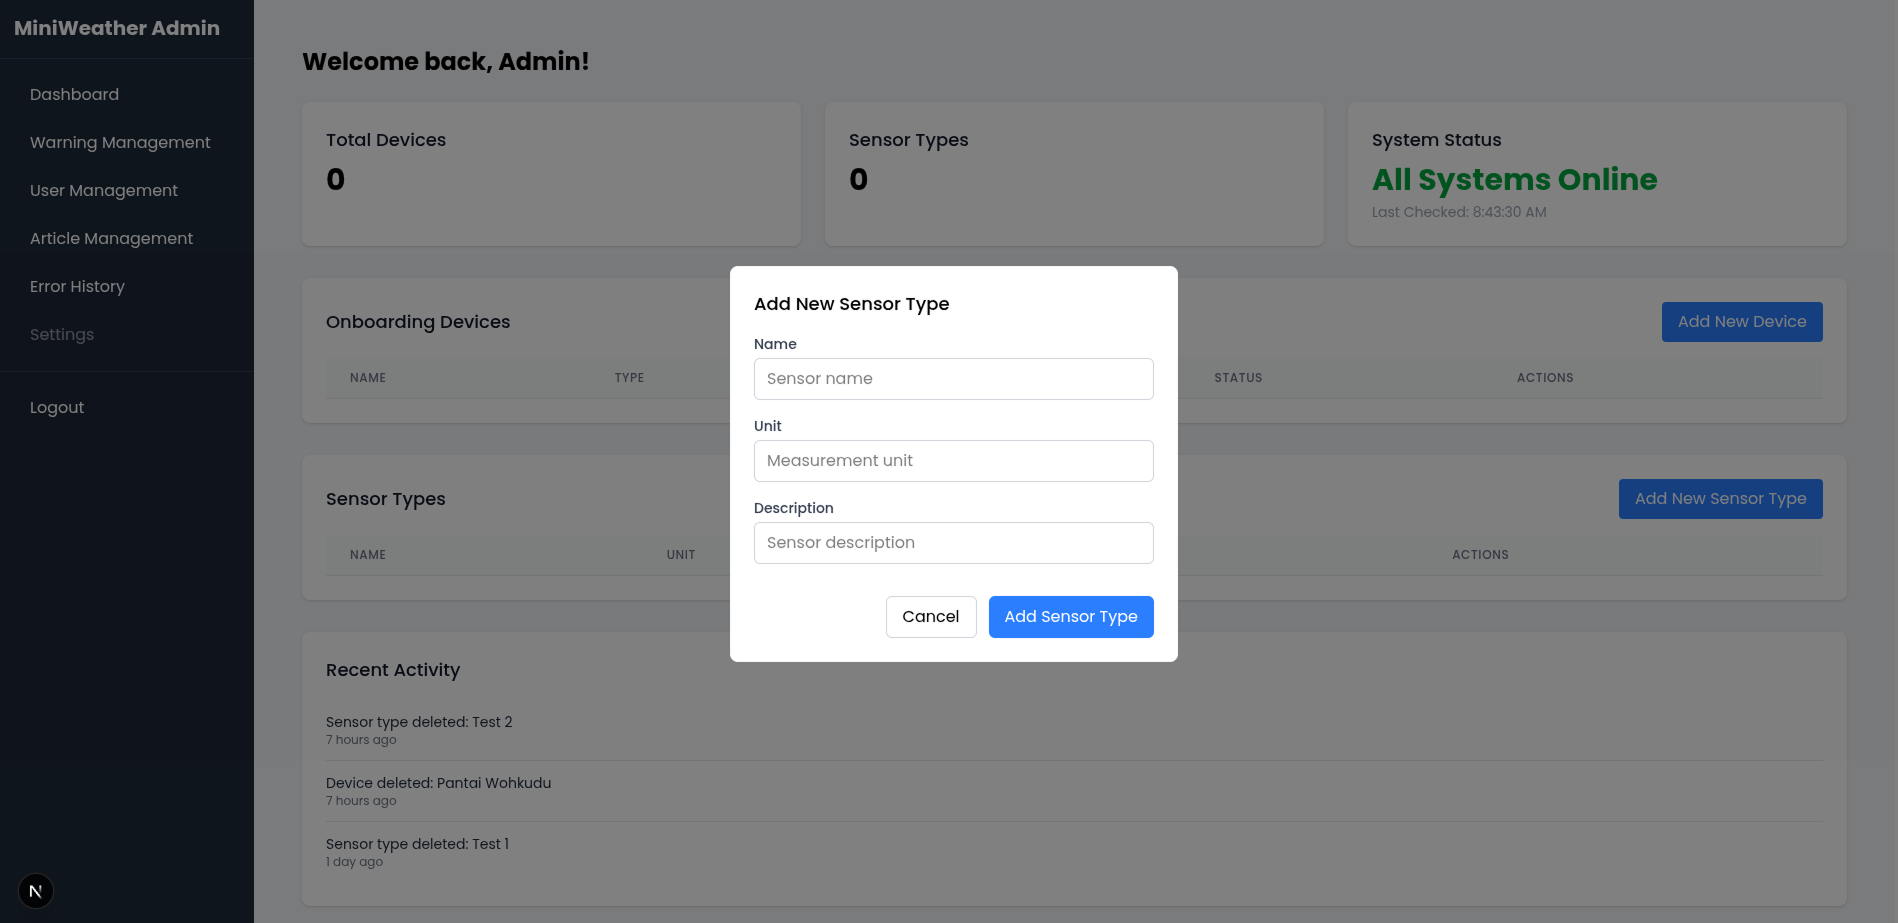 MiniWeather Admin
Dashboard
Warning Management
User Management
Article Management
Error History
Settings
Logout
Welcome back, Admin!
Total Devices
0
Sensor Types
0
System Status
All Systems Online
Last Checked: 8:43:30 AM
Onboarding Devices
Add New Device
NAME TYPE STATUS ACTIONS
Sensor Types
Add New Sensor Type
NAME UNIT ACTIONS
Add New Sensor Type
Name
Sensor name
Unit
Measurement unit
Description
Sensor description
Cancel
Add Sensor Type
Recent Activity
Sensor type deleted: Test 2
7 hours ago
Device deleted: Pantai Wohkudu
7 hours ago
Sensor type deleted: Test 1
1 day ago
N